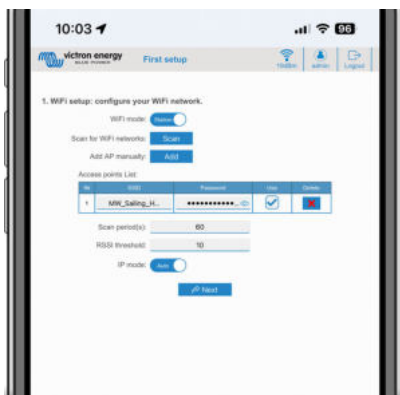 10:03
96
victron energy
BLUE POWER
First setup
admin
Logout
1. WiFi setup: configure your WiFi network.
WiFi mode: Station
Scan for WiFi networks: Scan
Add AP manually: Add
Access points List:
Nr SSID Password Use Delete
1 MW_Sailing_H... •••••••••••...
Scan period(s): 60
RSSI threshold: 10
IP mode: Auto
Next